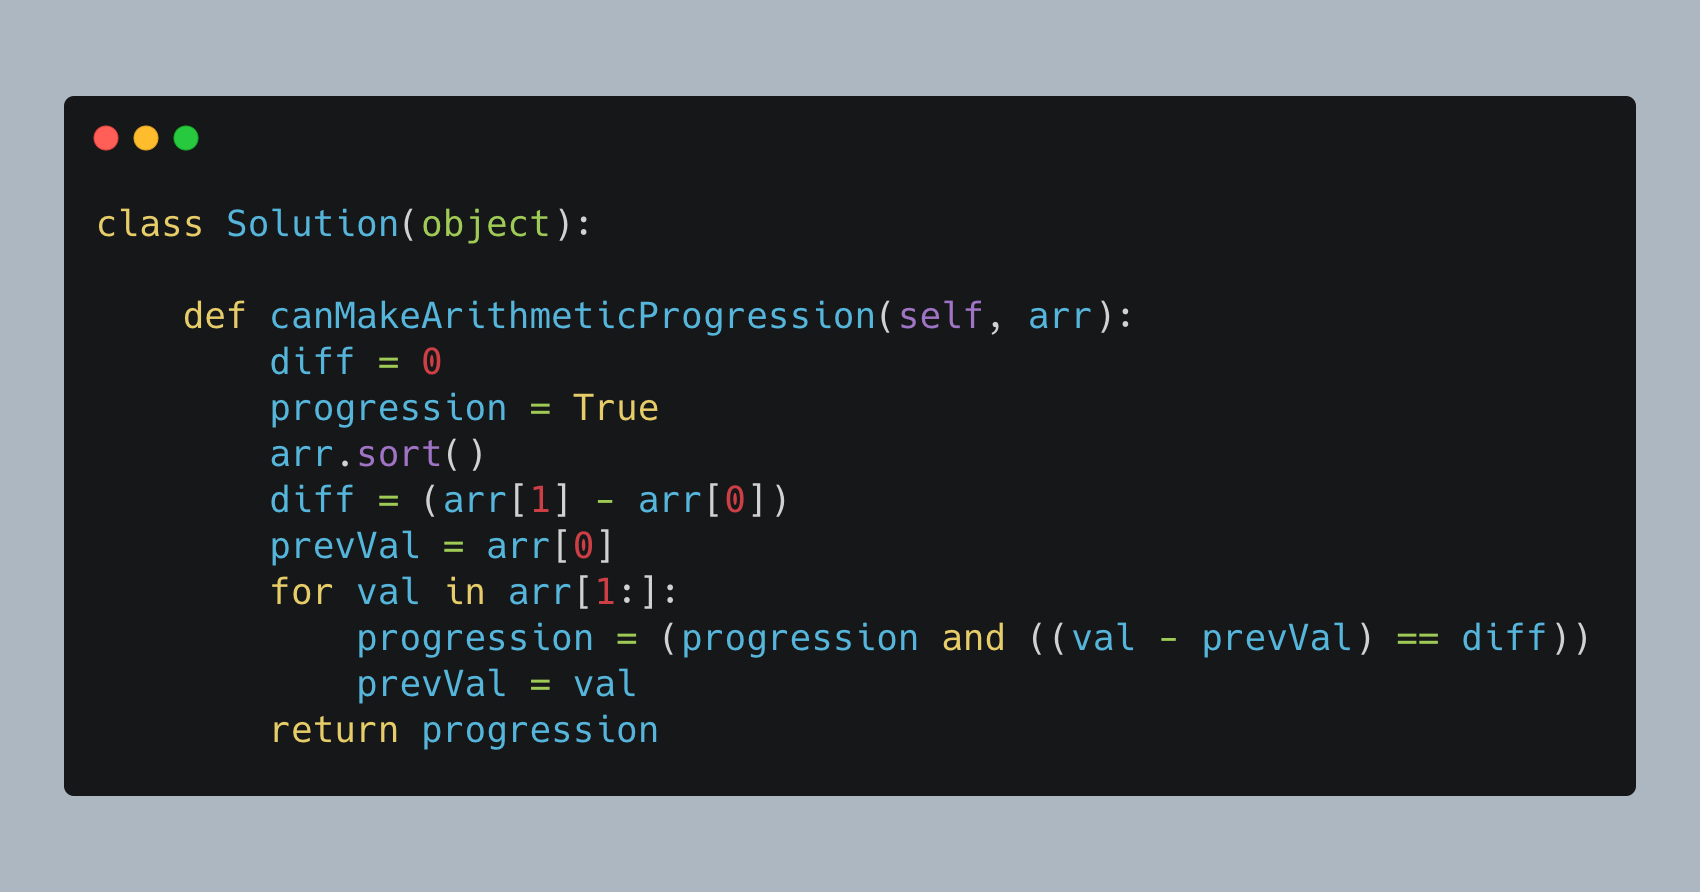 class Solution(object):
    def canMakeArithmeticProgression(self, arr):
        diff = 0
        progression = True
        arr.sort()
        diff = (arr[1] - arr[0])
        prevVal = arr[0]
        for val in arr[1:]:
            progression = (progression and ((val - prevVal) == diff))
            prevVal = val
        return progression